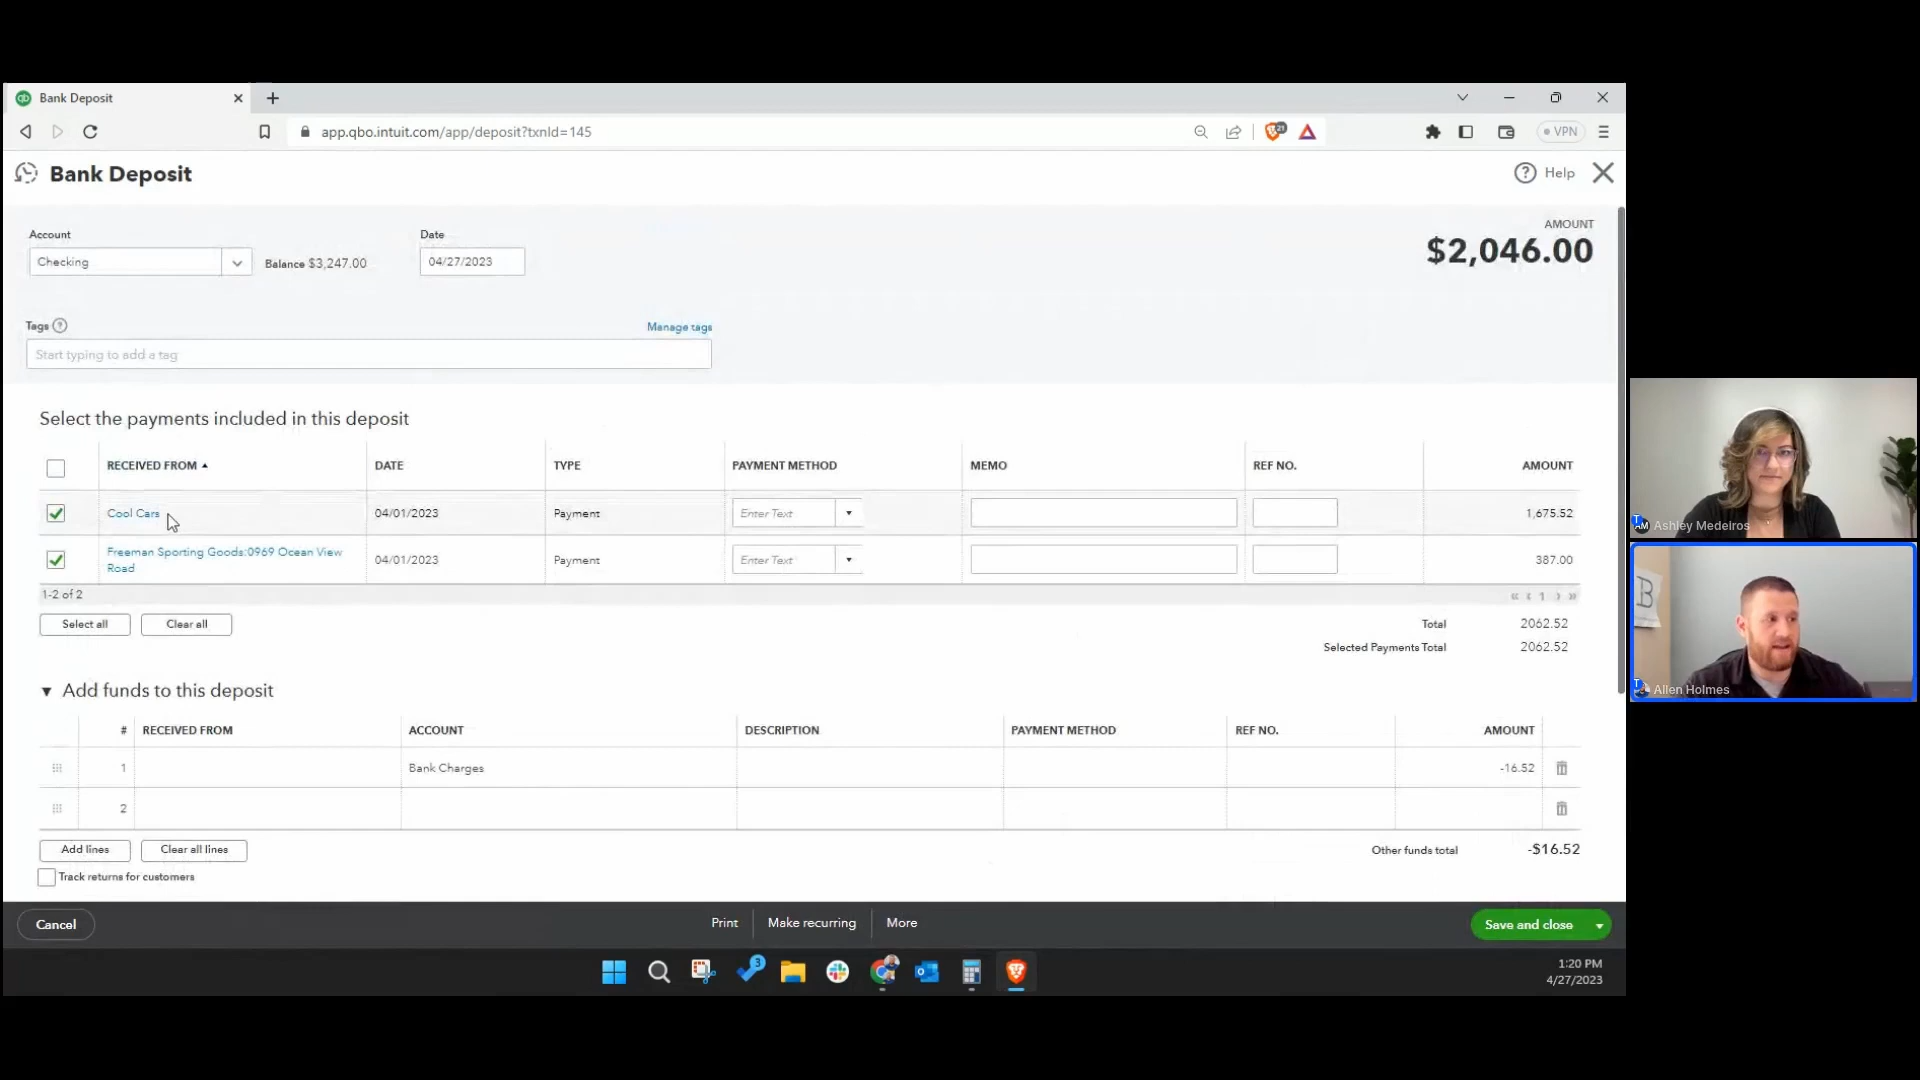 Bank Deposit
app.qbo.intuit.com/app/deposit?txnId=145
21
VPN
Bank Deposit
Help
Account
Checking
Balance $3,247.00
Date
04/27/2023
AMOUNT
$2,046.00
Tags
Manage tags
Start typing to add a tag
Select the payments included in this deposit
RECEIVED FROM DATE TYPE PAYMENT METHOD MEMO REF NO. AMOUNT
Cool Cars 04/01/2023 Payment Enter Text 1,675.52
Freeman Sporting Goods:0969 Ocean View
Road 04/01/2023 Payment Enter Text 387.00
1-2 of 2
1
Select all Clear all
Total 2062.52
Selected Payments Total 2062.52
Add funds to this deposit
# RECEIVED FROM ACCOUNT DESCRIPTION PAYMENT METHOD REF NO. AMOUNT
1 Bank Charges -16.52
2
Add lines Clear all lines
Other funds total -$16.52
Track returns for customers
Cancel
Print Make recurring More
Save and close
3
1:20 PM
4/27/2023
AM
Ashley Medeiros
B
Allen Holmes